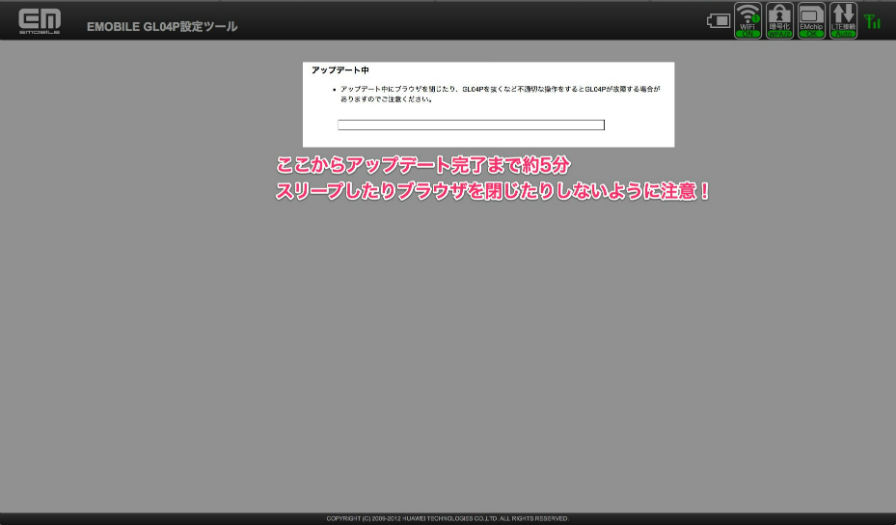 EM
EMOBILE
EMOBILE GL04P設定ツール
WiFi
ON
暗号化
WPA/2
EMchip
OK
LTE接続
Auto
アップデート中
・ アップデート中にブラウザを閉じたり、GL04Pを抜くなど不適切な操作をするとGL04Pが故障する場合が
ありますのでご注意ください。
ここからアップデート完了まで約5分
スリープしたりブラウザを閉じたりしないように注意！
COPYRIGHT (C) 2006-2012 HUAWEI TECHNOLOGIES CO.,LTD. ALL RIGHTS RESERVED.